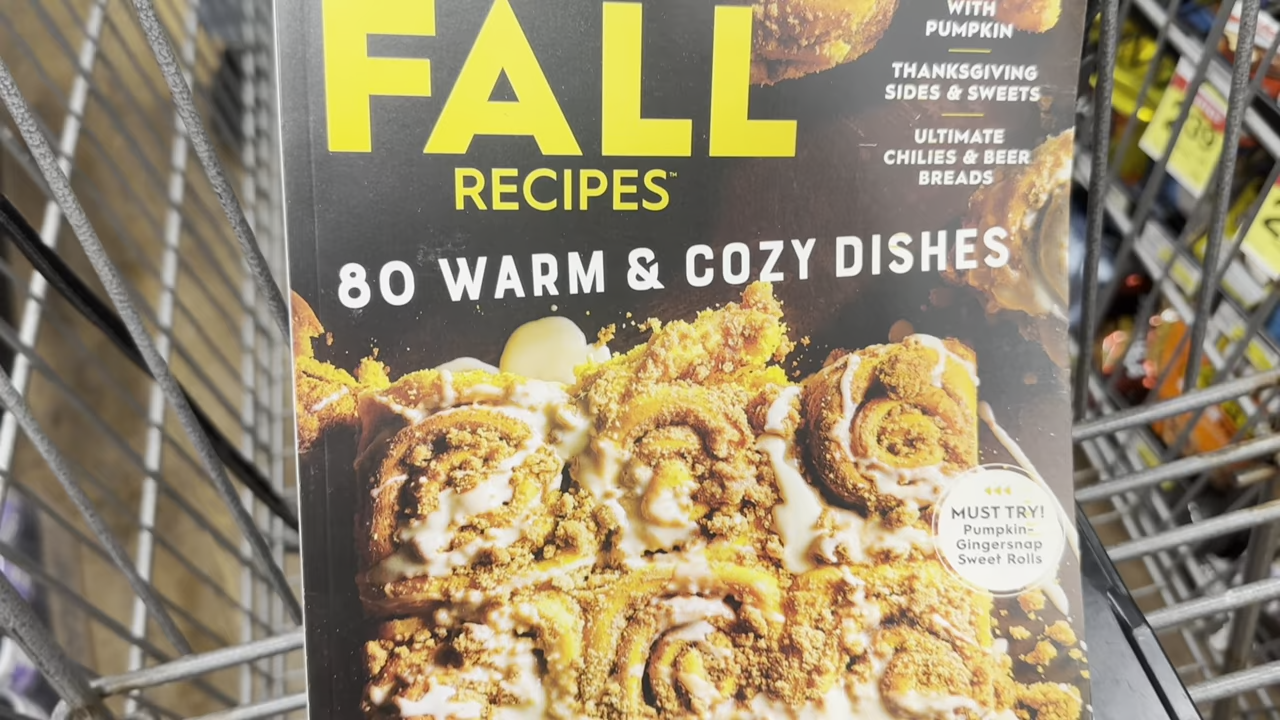 FALL
RECIPES™
WITH
PUMPKIN
THANKSGIVING
SIDES & SWEETS
ULTIMATE
CHILIES & BEER
BREADS
80 WARM & COZY DISHES
MUST TRY!
Pumpkin-
Gingersnap
Sweet Rolls